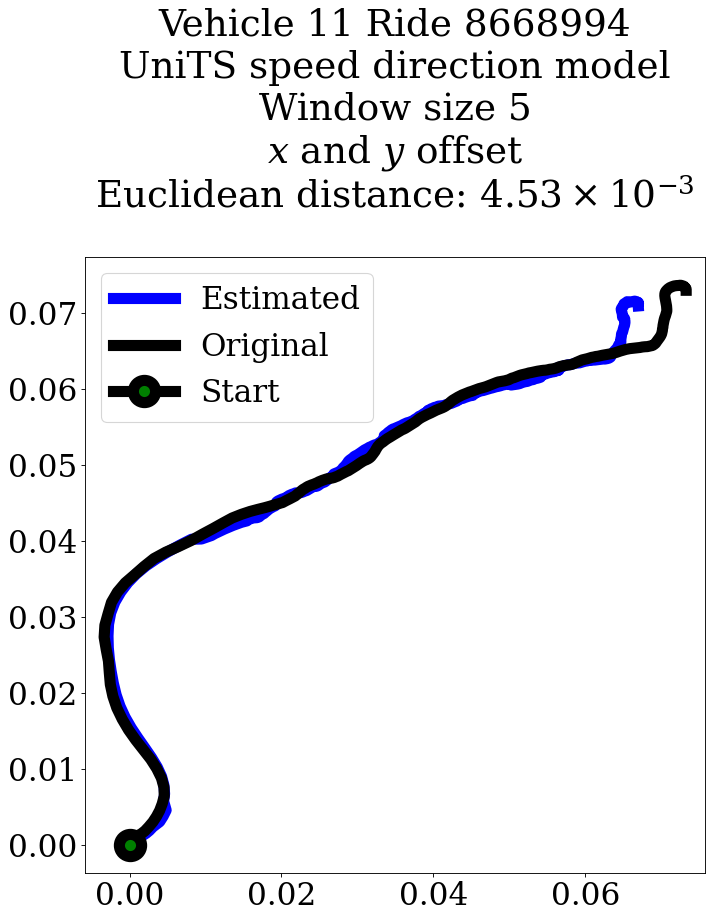 Vehicle 11 Ride 8668994
UniTS speed direction model
Window size 5
x and y offset
Euclidean distance: 4.53 × 10⁻³
Estimated
Original
Start
0.07
0.06
0.05
0.04
0.03
0.02
0.01
0.00
0.00 0.02 0.04 0.06